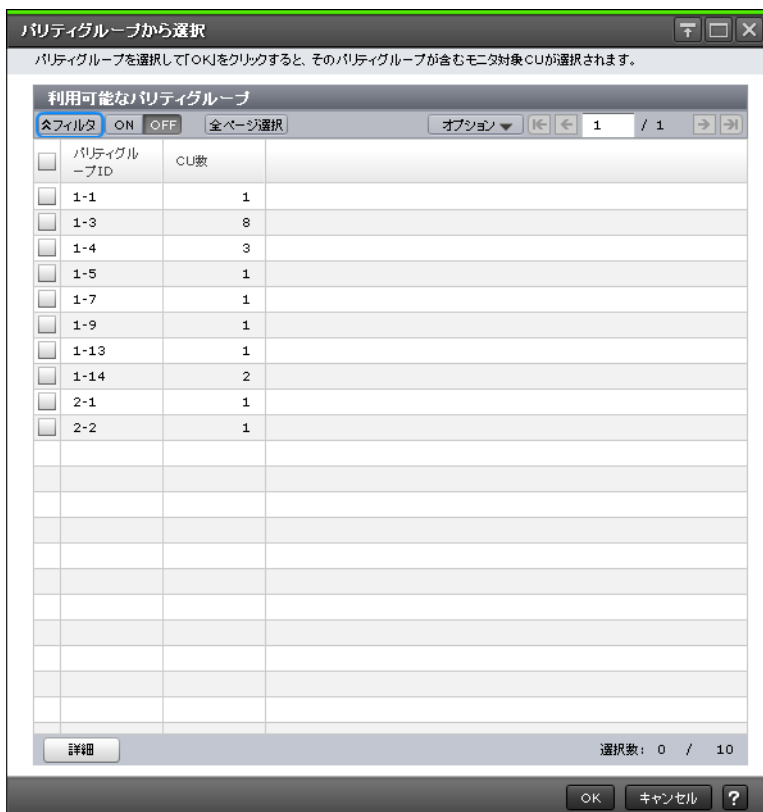 パリティグループから選択
パリティグループを選択して「OK」をクリックすると、そのパリティグループが含むモニタ対象CUが選択されます。
利用可能なパリティグループ
フィルタ ON OFF 全ページ選択 オプション 1 / 1
パリティグル
ープID
CU数
1-1 1
1-3 8
1-4 3
1-5 1
1-7 1
1-9 1
1-13 1
1-14 2
2-1 1
2-2 1
詳細 選択数: 0 / 10
OK キャンセル ?